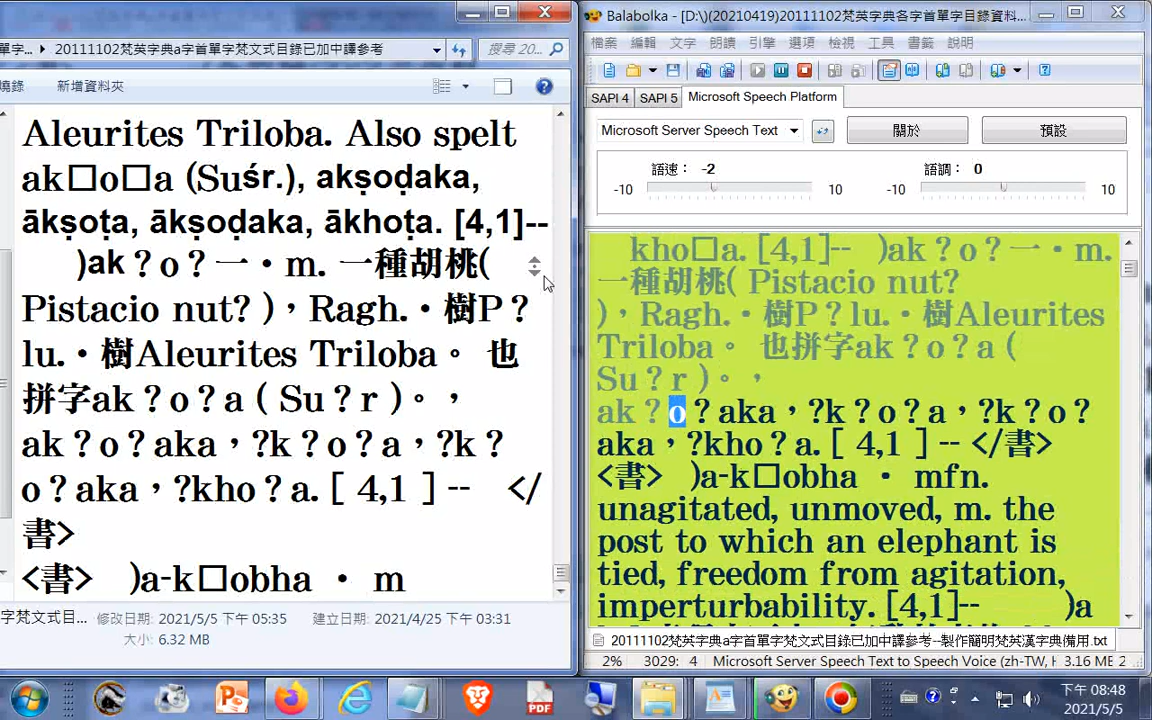 單字... ▸ 20111102梵英字典a字首單字梵文式目錄已加中譯參考
搜尋 20...
燒錄 新增資料夾
Aleurites Triloba. Also spelt
ak□o□a (Suśr.), akṣoḍaka,
ākṣoṭa, ākṣoḍaka, ākhoṭa. [4,1]--
)ak？o？一・m. 一種胡桃(
Pistacio nut? )，Ragh.・樹P？
lu.・樹Aleurites Triloba。 也
拼字ak？o？a ( Su？r )。，
ak？o？aka，?k？o？a，?k？
o？aka，?kho？a. [ 4,1 ] -- </
書>
<書> )a-k□obha ・ m
字梵文式目... 修改日期: 2021/5/5 下午 05:35 建立日期: 2021/4/25 下午 03:31
大小: 6.32 MB
Balabolka - [D:\)(20210419)20111102梵英字典各字首單字目錄資料...
檔案 編輯 文字 朗讀 引擎 選項 檢視 工具 書籤 說明
SAPI 4 SAPI 5 Microsoft Speech Platform
Microsoft Server Speech Text 關於 預設
語速： -2 語調： 0
-10 10 -10 10
kho□a. [4,1]-- )ak？o？一・m.
一種胡桃( Pistacio nut?
)，Ragh.・樹P？lu.・樹Aleurites
Triloba。 也拼字ak？o？a (
Su？r )。，
ak？o？aka，?k？o？a，?k？o？
aka，?kho？a. [ 4,1 ] -- </書>
<書> )a-k□obha ・ mfn.
unagitated, unmoved, m. the
post to which an elephant is
tied, freedom from agitation,
imperturbability. [4,1]-- )a
20111102梵英字典a字首單字梵文式目錄已加中譯參考--製作簡明梵英漢字典備用.txt
2% 3029: 4 Microsoft Server Speech Text to Speech Voice (zh-TW, H 3.16 MB 2
PDF
下午 08:48
2021/5/5